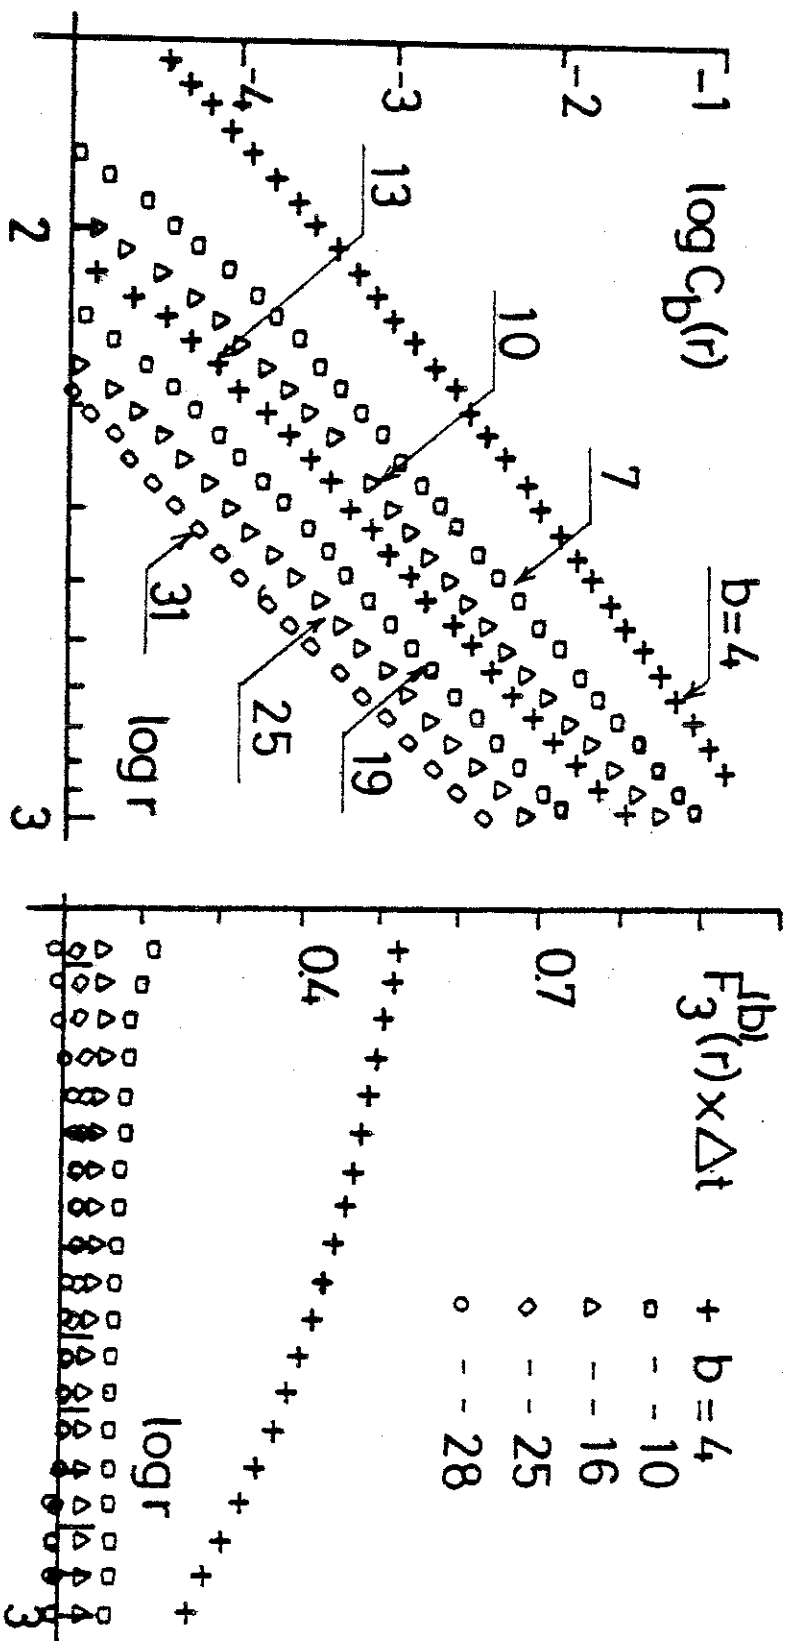 log C_b(r)
-1
-2
-3
-4
b=4
7
10
13
19
25
31
log r
2
3
F_3^(b)(r) x Δt
0.7
0.4
+ b = 4
□ - - 10
△ - - 16
◇ - - 25
○ - - 28
log r
3